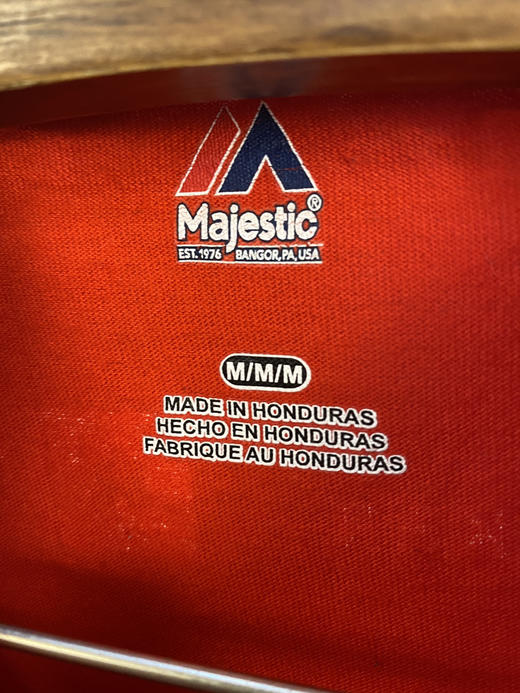 Majestic®
EST. 1976 BANGOR, PA, USA
M/M/M
MADE IN HONDURAS
HECHO EN HONDURAS
FABRIQUE AU HONDURAS